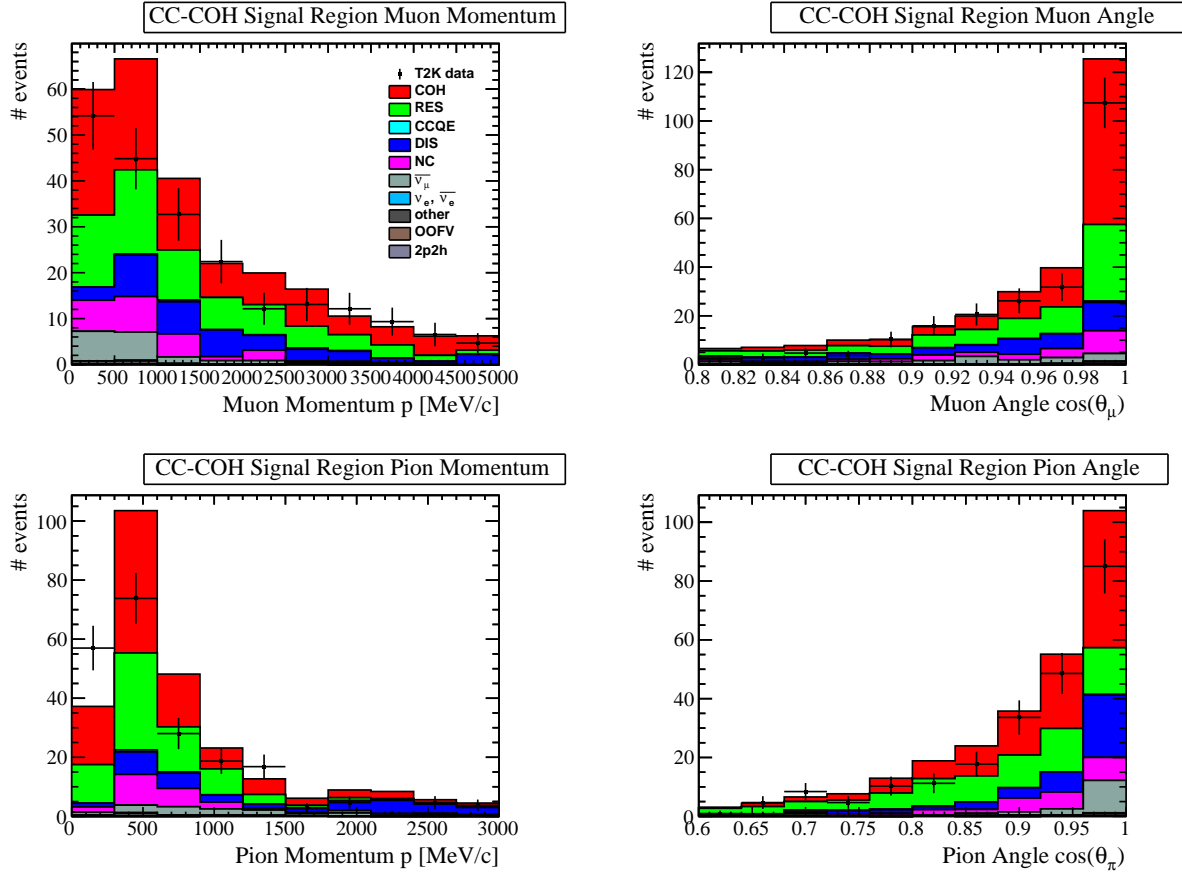 CC-COH Signal Region Muon Momentum
# events
60
50
40
30
20
10
0
T2K data
COH
RES
CCQE
DIS
NC
ν̅_μ
ν_e, ν̅_e
other
OOFV
2p2h
0 500 1000 1500 2000 2500 3000 3500 4000 4500 5000
Muon Momentum p [MeV/c]
CC-COH Signal Region Muon Angle
# events
120
100
80
60
40
20
0
0.8 0.82 0.84 0.86 0.88 0.9 0.92 0.94 0.96 0.98 1
Muon Angle cos(θ_μ)
CC-COH Signal Region Pion Momentum
# events
100
80
60
40
20
0
0 500 1000 1500 2000 2500 3000
Pion Momentum p [MeV/c]
CC-COH Signal Region Pion Angle
# events
100
80
60
40
20
0
0.6 0.65 0.7 0.75 0.8 0.85 0.9 0.95 1
Pion Angle cos(θ_π)